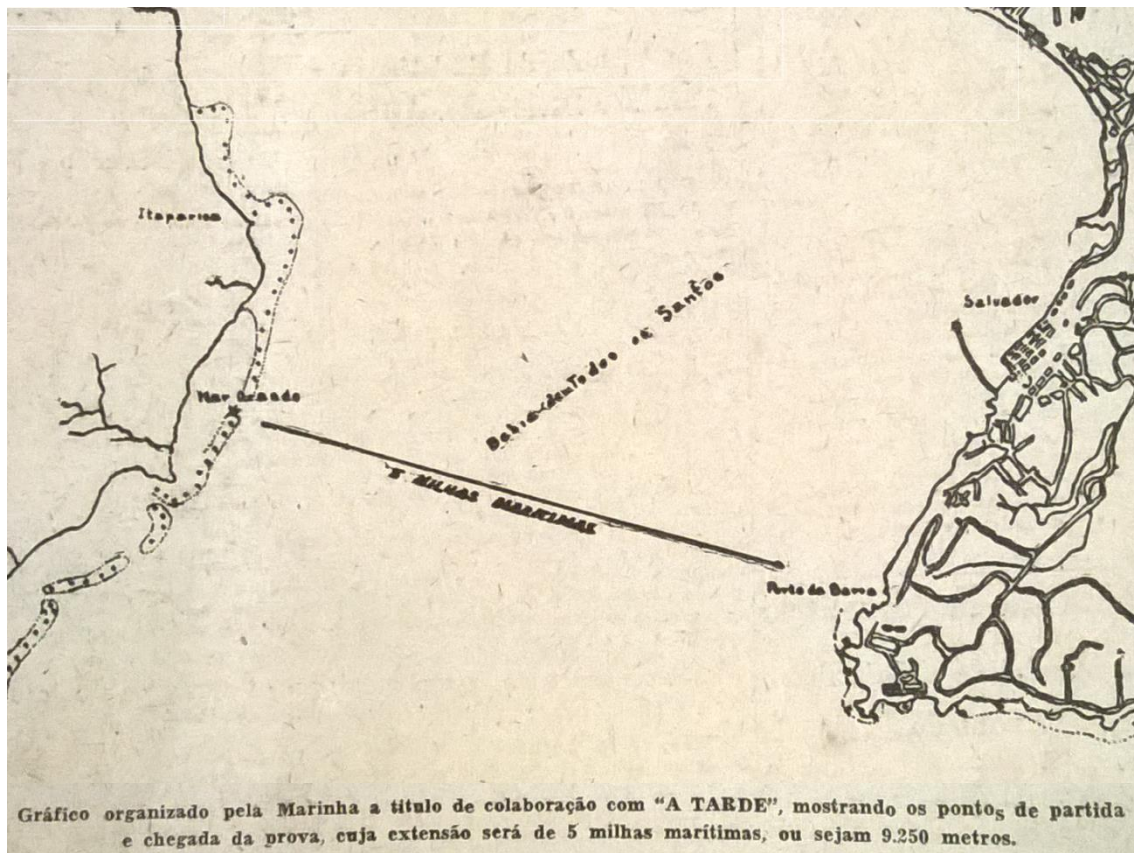 Itaparica
Salvador
Bahia de Todos os Santos
Mar Grande
5 MILHAS MARITIMAS
Porto da Barra
Gráfico organizado pela Marinha a titulo de colaboração com "A TARDE", mostrando os pontos de partida
e chegada da prova, cuja extensão será de 5 milhas marítimas, ou sejam 9.250 metros.